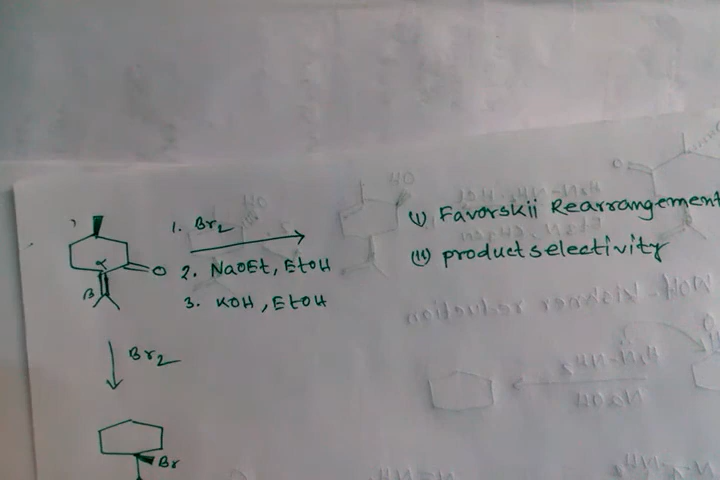 1. Br2
2. NaOEt, EtOH
3. KOH, EtOH
(i) Favorskii Rearrangement
(ii) product selectivity
α
O
β
Br2
Br